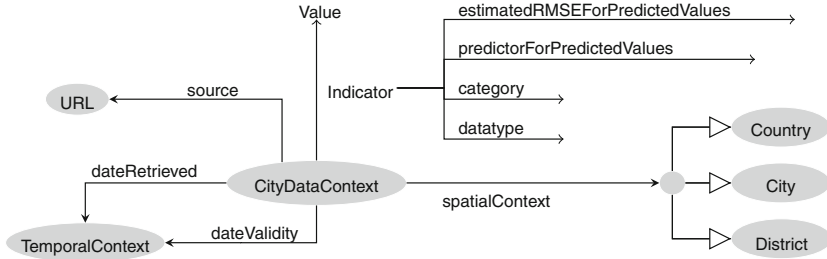 Value
estimatedRMSEForPredictedValues
predictorForPredictedValues
Indicator
category
datatype
URL
source
Country
dateRetrieved
CityDataContext
spatialContext
City
TemporalContext
dateValidity
District